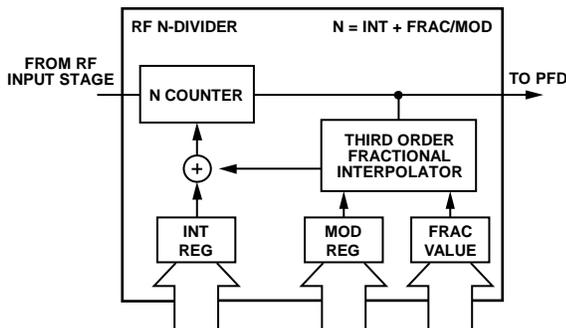 RF N-DIVIDER
N = INT + FRAC/MOD
FROM RF
INPUT STAGE
TO PFD
N COUNTER
THIRD ORDER
FRACTIONAL
INTERPOLATOR
+
INT
REG
MOD
REG
FRAC
VALUE